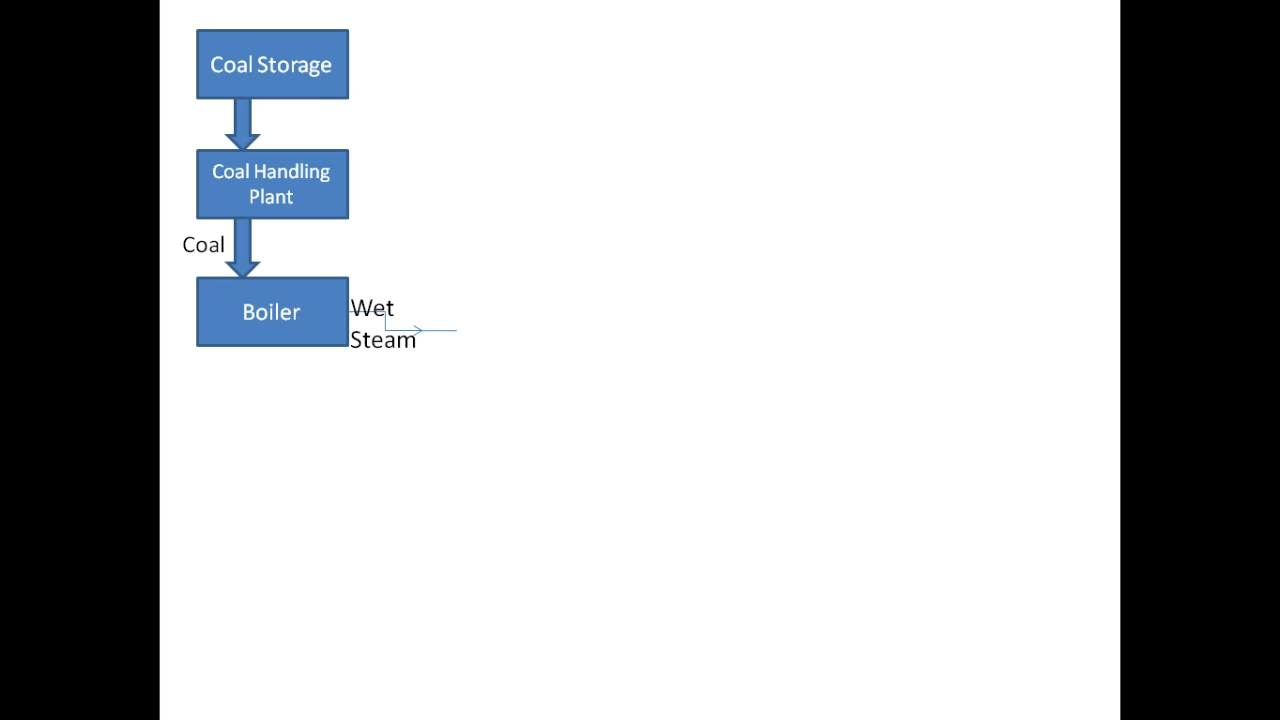 Coal Storage
Coal Handling
Plant
Coal
Boiler
Wet
Steam